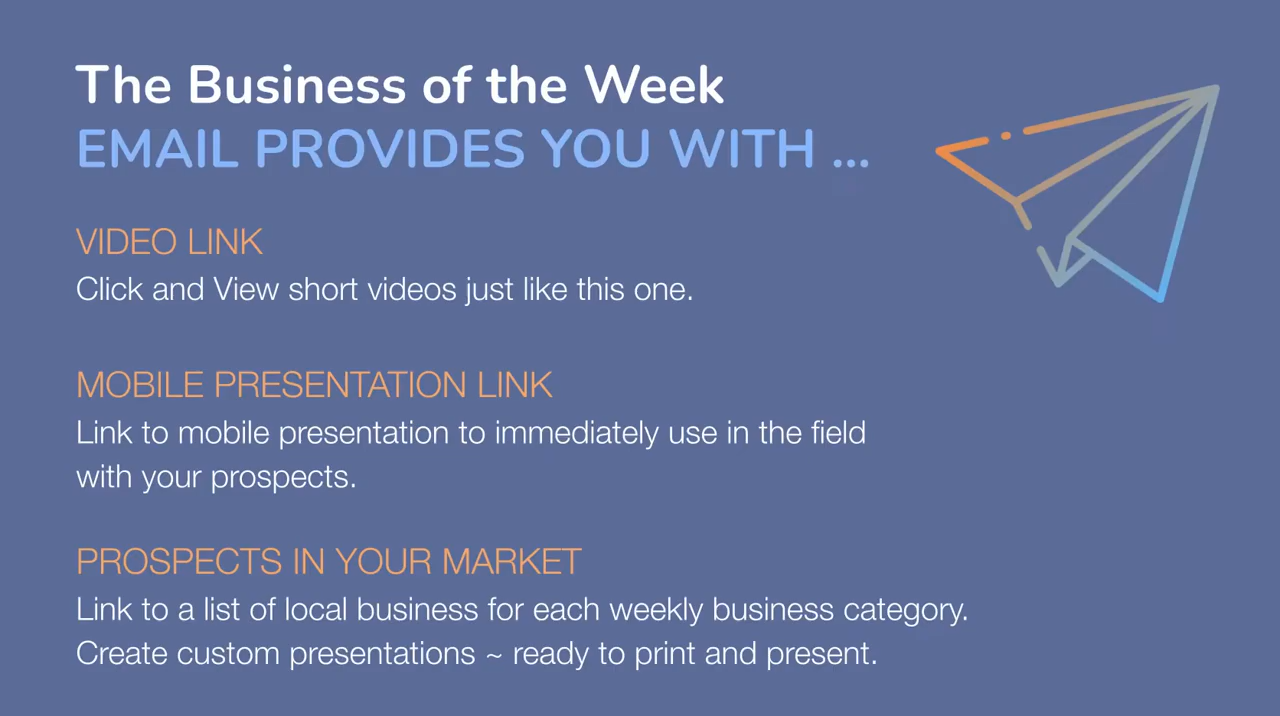 The Business of the Week
EMAIL PROVIDES YOU WITH ...
VIDEO LINK
Click and View short videos just like this one.
MOBILE PRESENTATION LINK
Link to mobile presentation to immediately use in the field
with your prospects.
PROSPECTS IN YOUR MARKET
Link to a list of local business for each weekly business category.
Create custom presentations ~ ready to print and present.